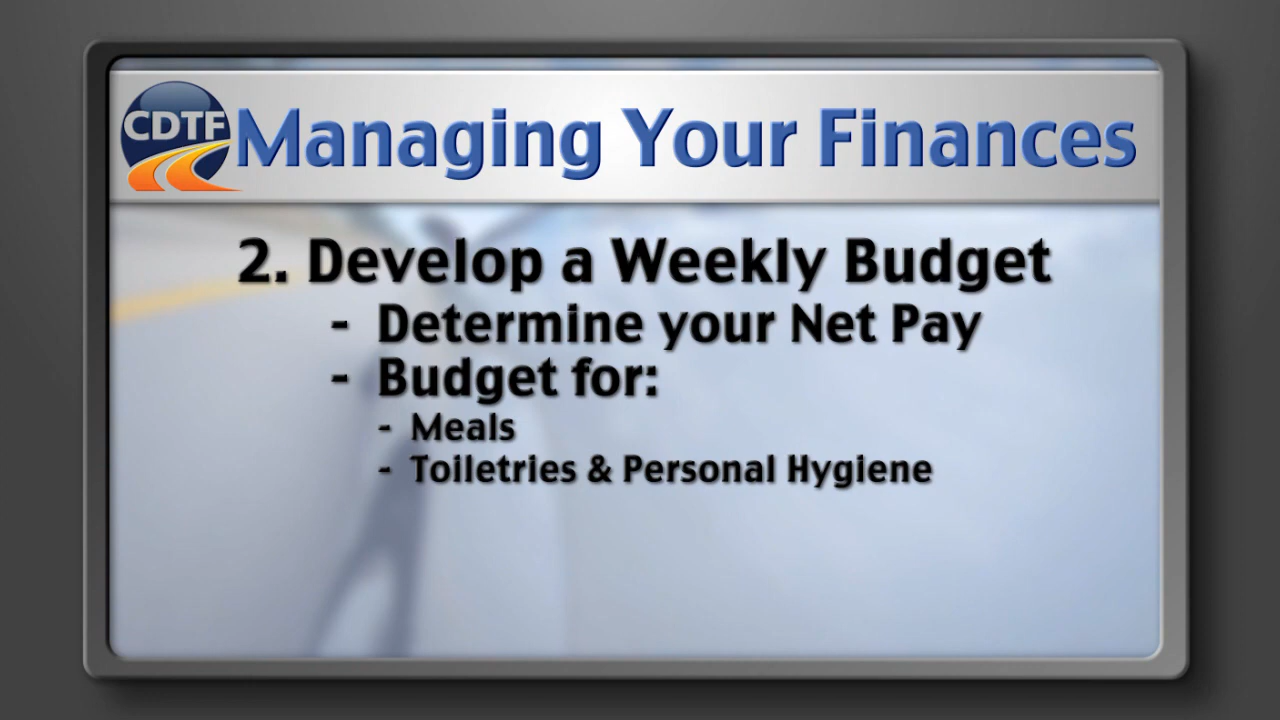 CDTF
Managing Your Finances
2. Develop a Weekly Budget
- Determine your Net Pay
- Budget for:
- Meals
- Toiletries & Personal Hygiene